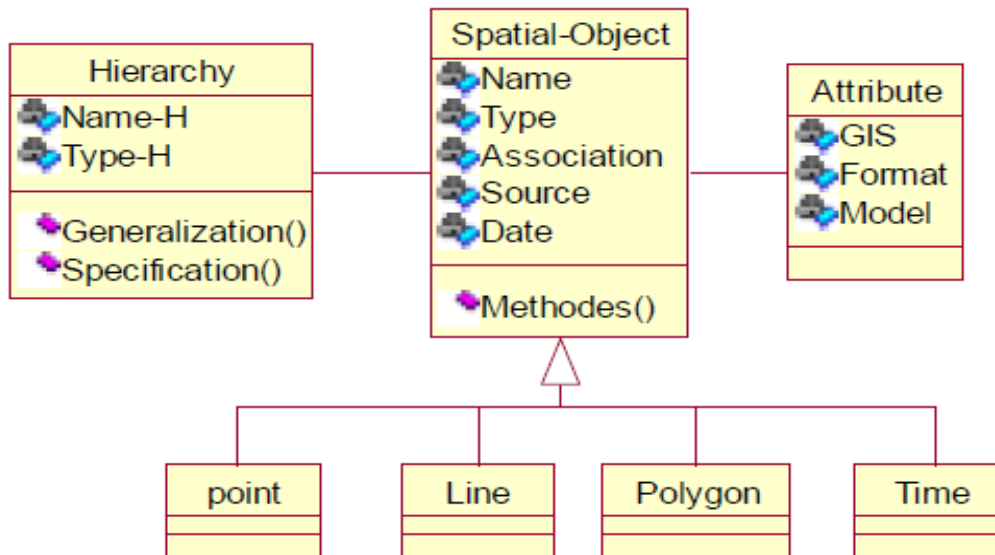 Hierarchy
Name-H
Type-H
Generalization()
Specification()
Spatial-Object
Name
Type
Association
Source
Date
Methodes()
Attribute
GIS
Format
Model
point
Line
Polygon
Time